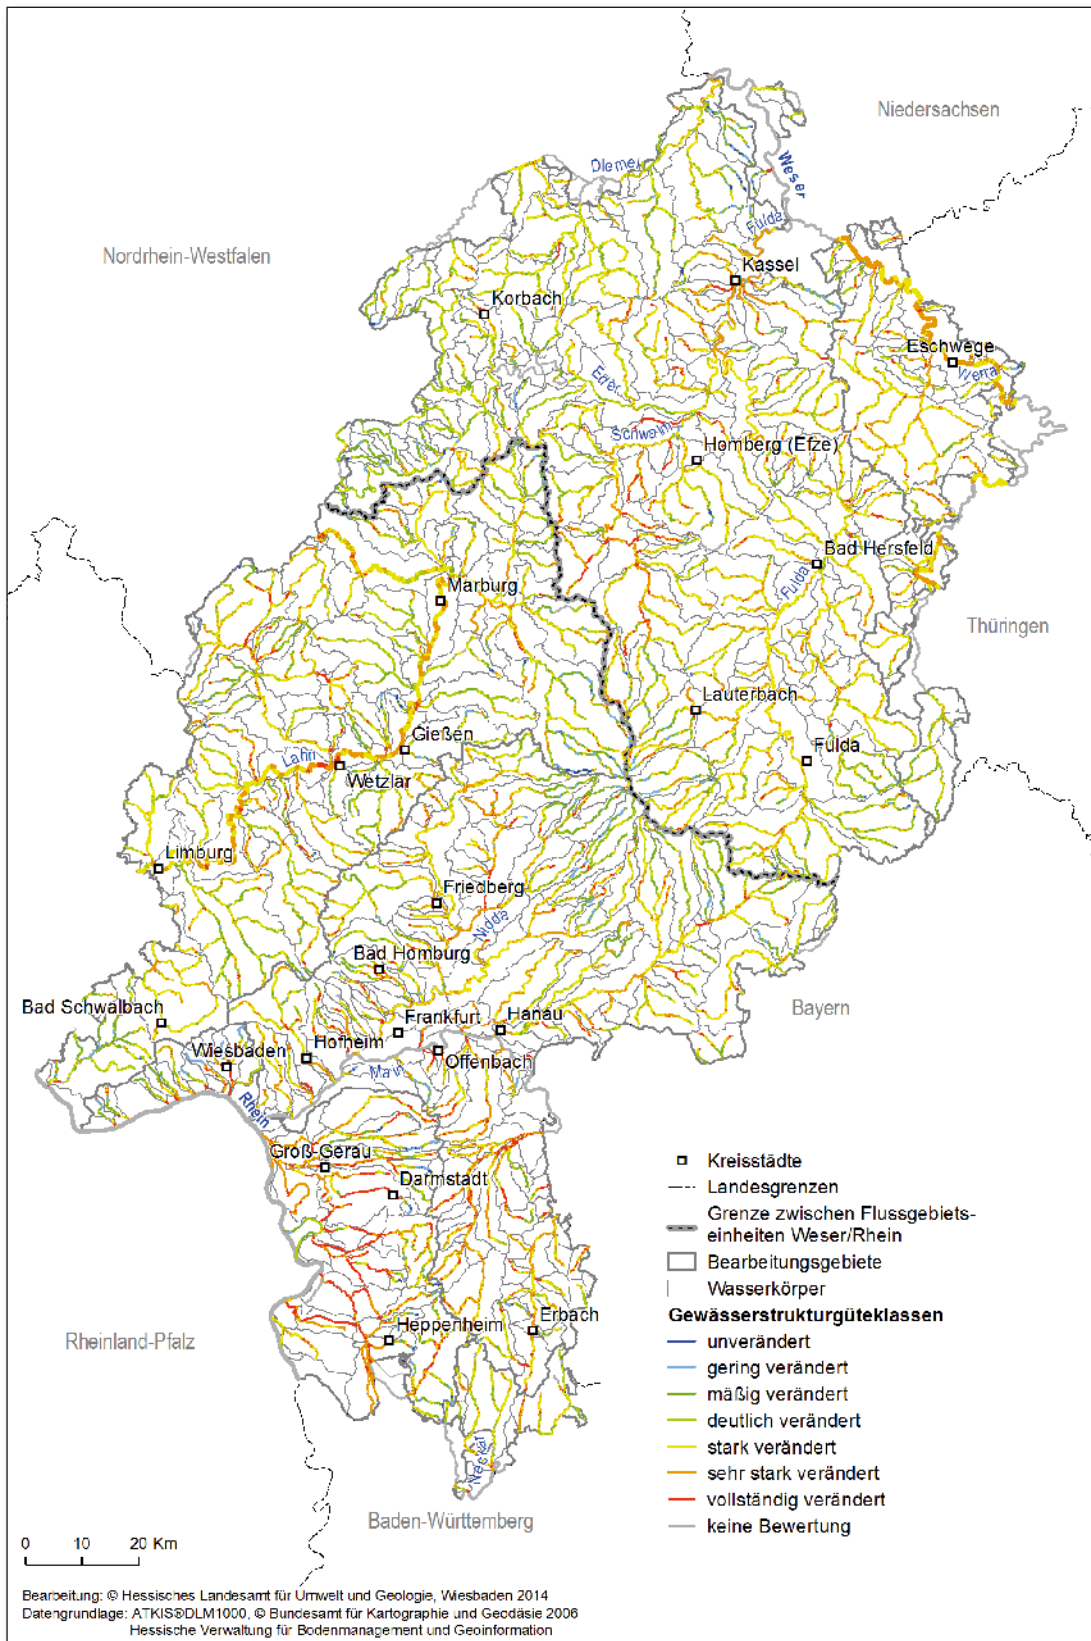 Niedersachsen
Diemel
Weser
Fulda
Nordrhein-Westfalen
Kassel
Korbach
Eschwege
Werra
Eder
Schwalm
Homberg (Efze)
Bad Hersfeld
Fulda
Marburg
Thüringen
Lauterbach
Gießen
Fulda
Lahn
Wetzlar
Limburg
Friedberg
Nidda
Bad Homburg
Bad Schwalbach
Bayern
Frankfurt
Hanau
Hofheim
Wiesbaden
Offenbach
Main
Rhein
Groß-Gerau
Darmstadt
Erbach
Heppenheim
Rheinland-Pfalz
Neckar
Baden-Württemberg
Kreisstädte
Landesgrenzen
Grenze zwischen Flussgebiets-
einheiten Weser/Rhein
Bearbeitungsgebiete
Wasserkörper
Gewässerstrukturgüteklassen
unverändert
gering verändert
mäßig verändert
deutlich verändert
stark verändert
sehr stark verändert
vollständig verändert
keine Bewertung
0 10 20 Km
Bearbeitung: © Hessisches Landesamt für Umwelt und Geologie, Wiesbaden 2014
Datengrundlage: ATKIS®DLM1000, © Bundesamt für Kartographie und Geodäsie 2006
Hessische Verwaltung für Bodenmanagement und Geoinformation